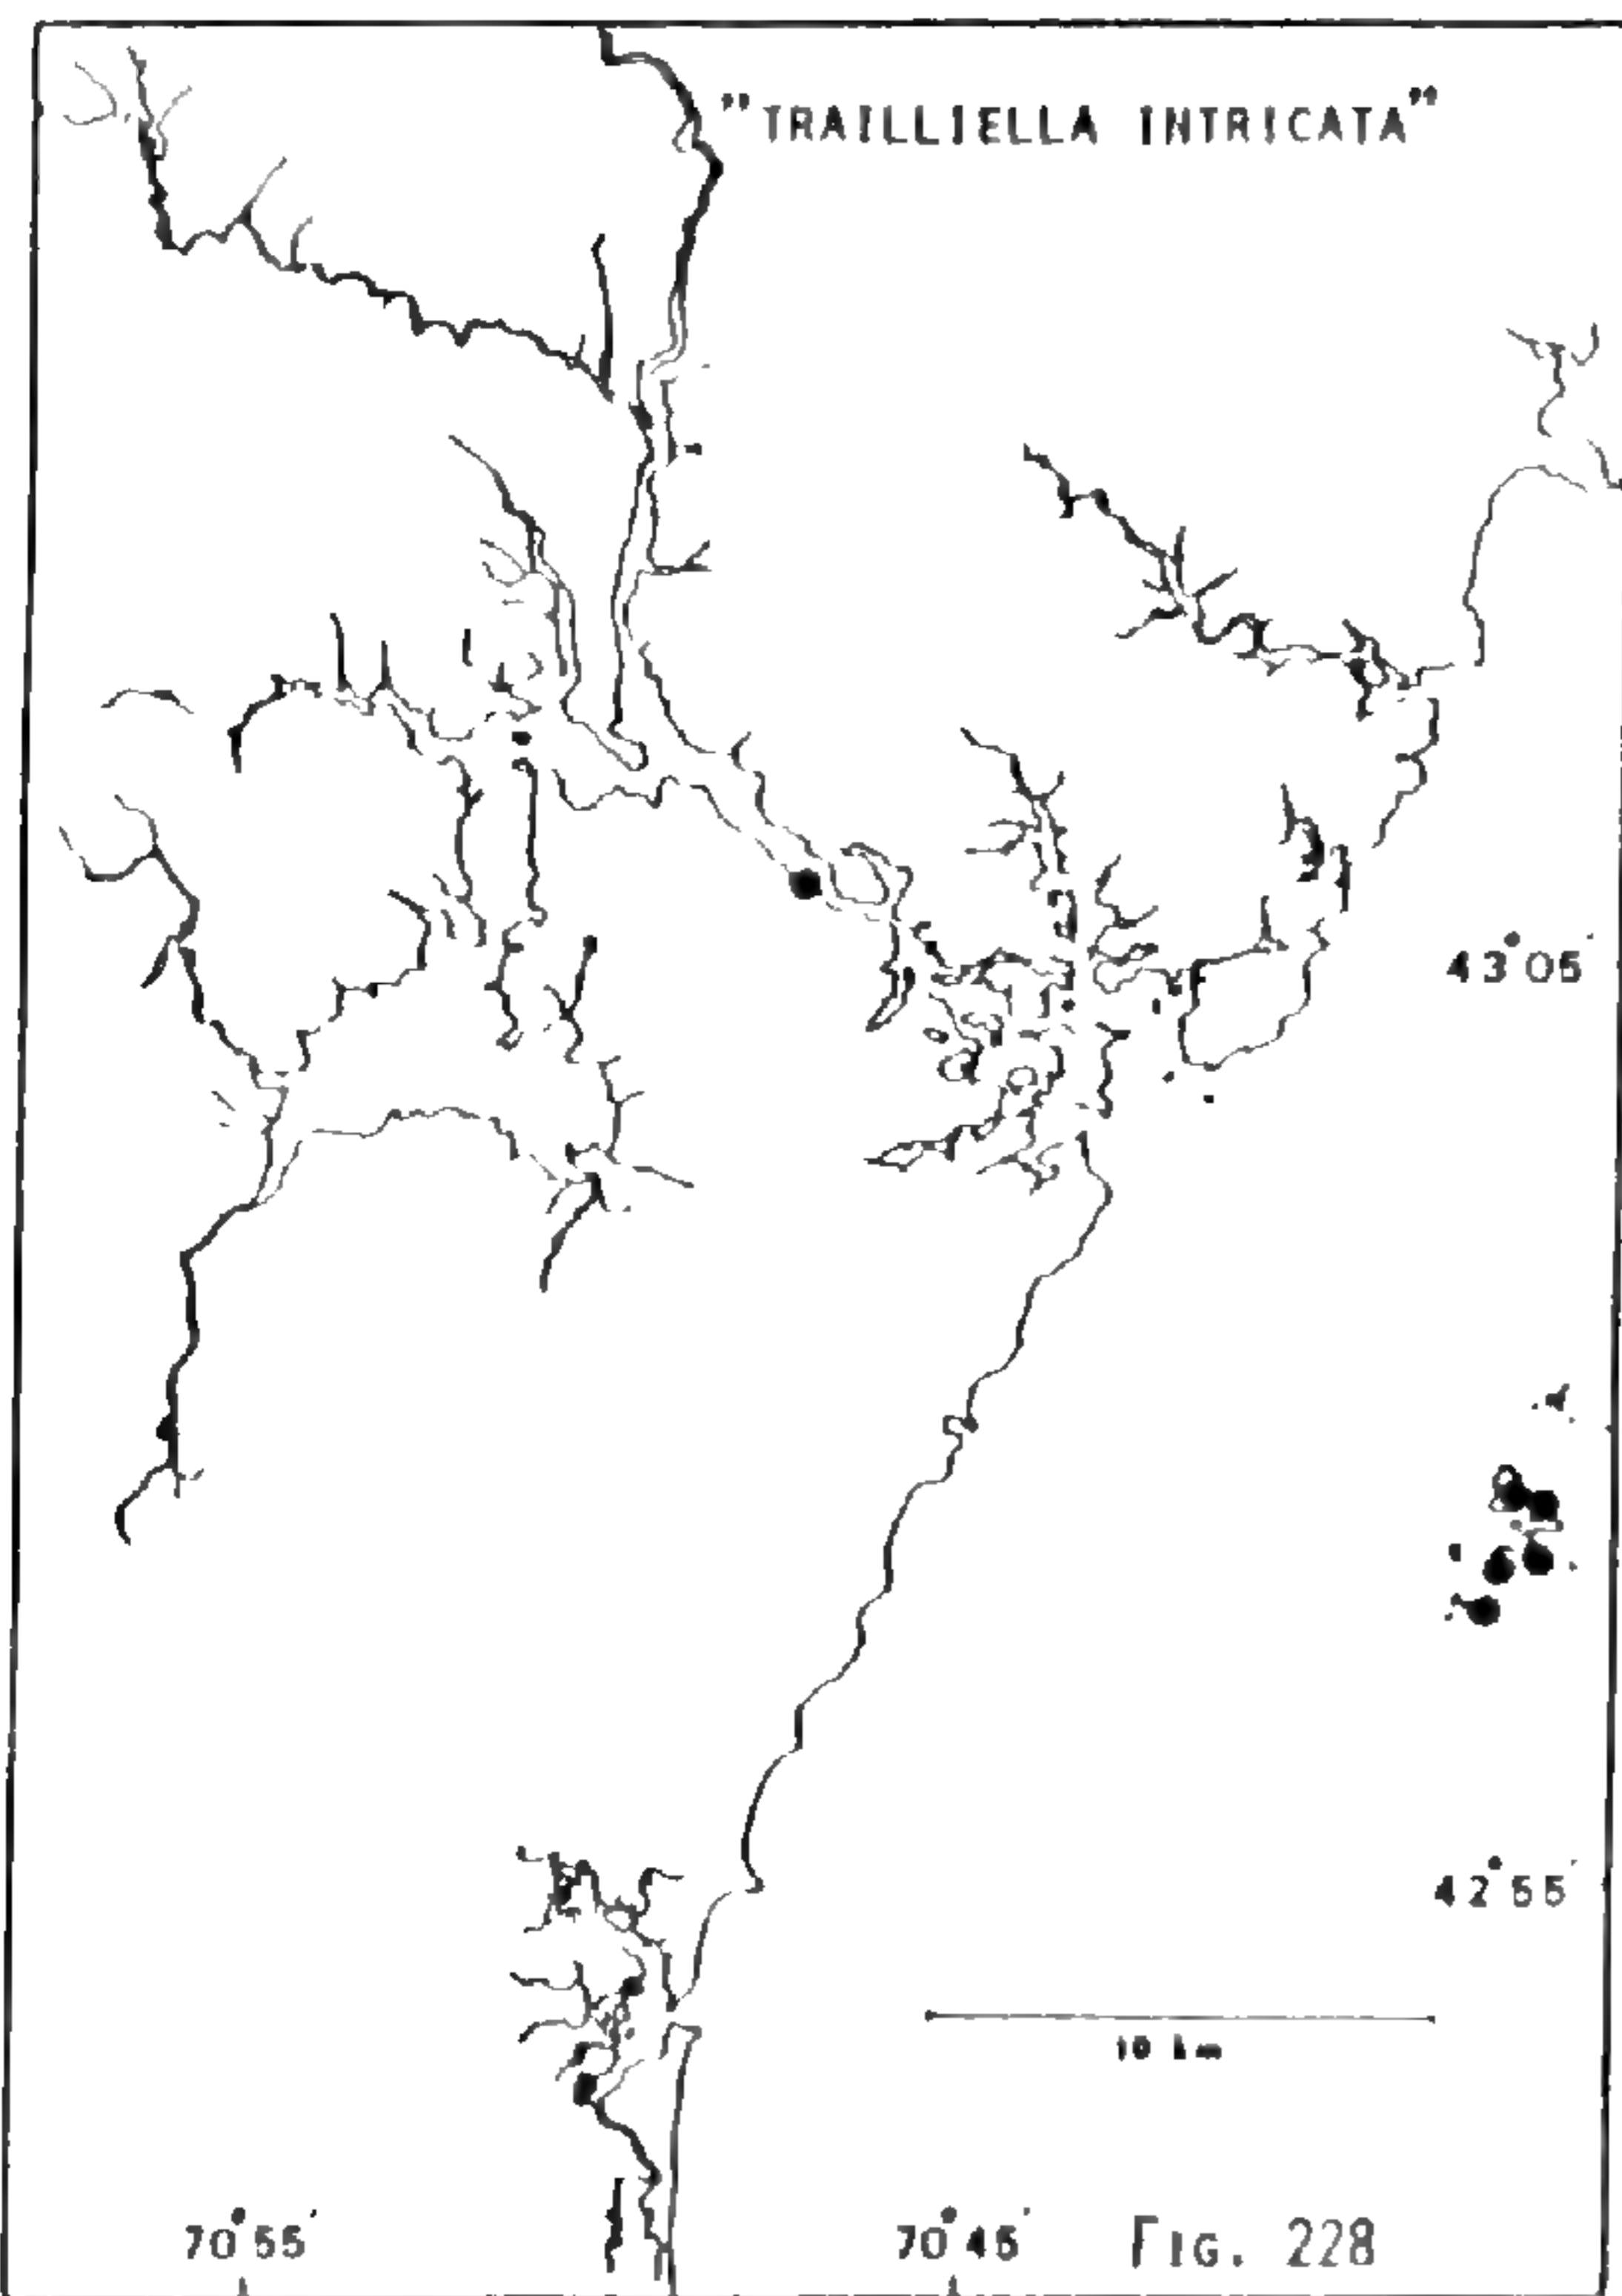 "TRAILLIELLA INTRICATA"
43°05'
42°55'
10 km
70°55'
70°45'
FIG. 228